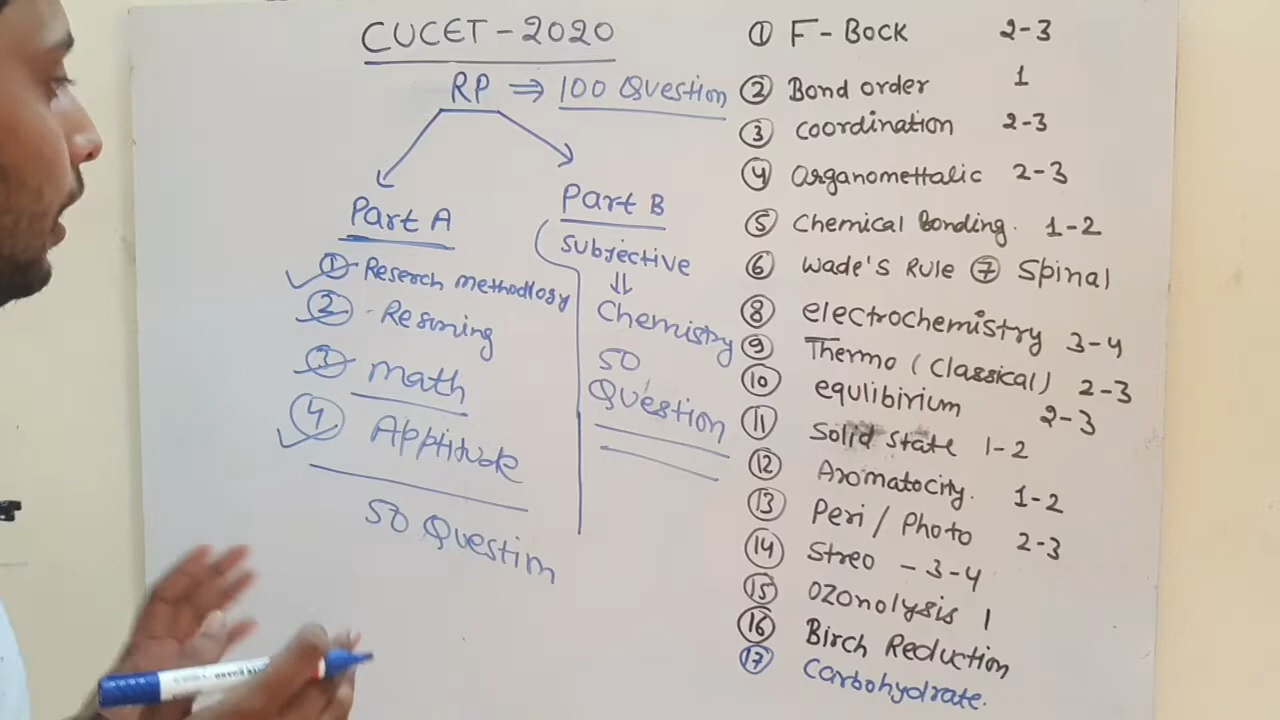 CUCET - 2020
RP ⇒ 100 Question
Part A
① Reserch methodlogy
② Resining
③ math
④ Apptitude
50 Question
Part B
Subjective
⇓
Chemistry
50
Question
① F - Bock 2-3
② Bond order 1
③ Coordination 2-3
④ Organomettalic 2-3
⑤ Chemical Bonding. 1-2
⑥ Wade's Rule ⑦ Spinal
⑧ electrochemistry 3-4
⑨ Thermo (Classical) 2-3
⑩ equlibirium 2-3
⑪ Solid state 1-2
⑫ Aromatocity. 1-2
⑬ Peri / Photo 2-3
⑭ Streo - 3-4
⑮ Ozonolysis 1
⑯ Birch Reduction
⑰ Carbohydrate.